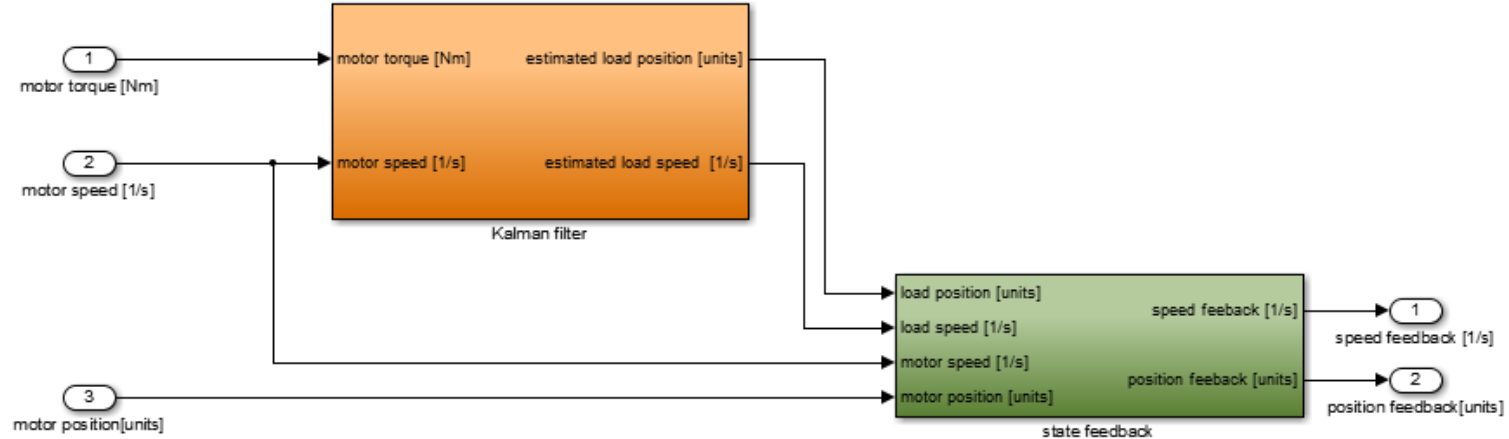 1
motor torque [Nm]
2
motor speed [1/s]
motor torque [Nm]
estimated load position [units]
motor speed [1/s]
estimated load speed [1/s]
Kalman filter
3
motor position[units]
load position [units]
load speed [1/s]
motor speed [1/s]
motor position [units]
speed feeback [1/s]
position feeback [units]
state feedback
1
speed feedback [1/s]
2
position feedback[units]